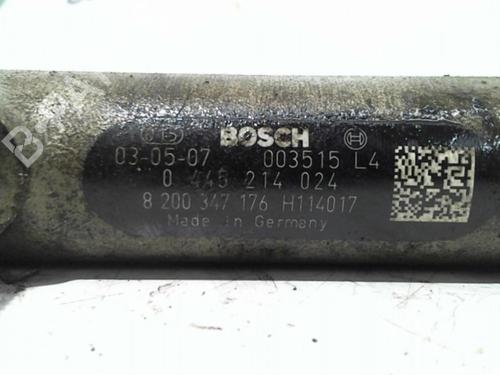 BOSCH
03-05-07 003515 L4
0 445 214 024
8 200 347 176 H114017
Made in Germany